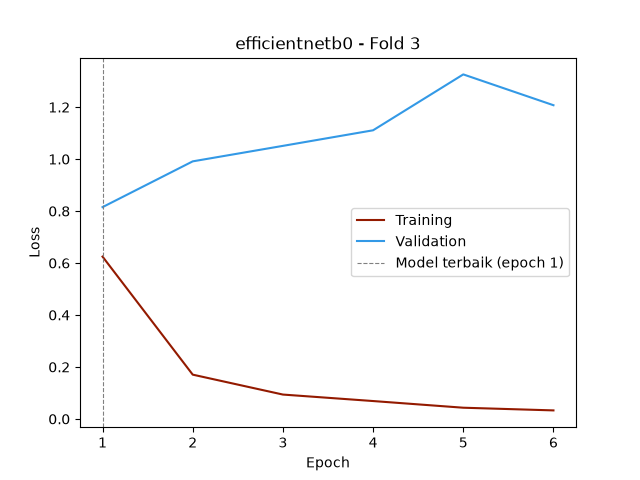 efficientnetb0 - Fold 3
Loss
1.2
1.0
0.8
0.6
0.4
0.2
0.0
Training
Validation
Model terbaik (epoch 1)
1 2 3 4 5 6
Epoch